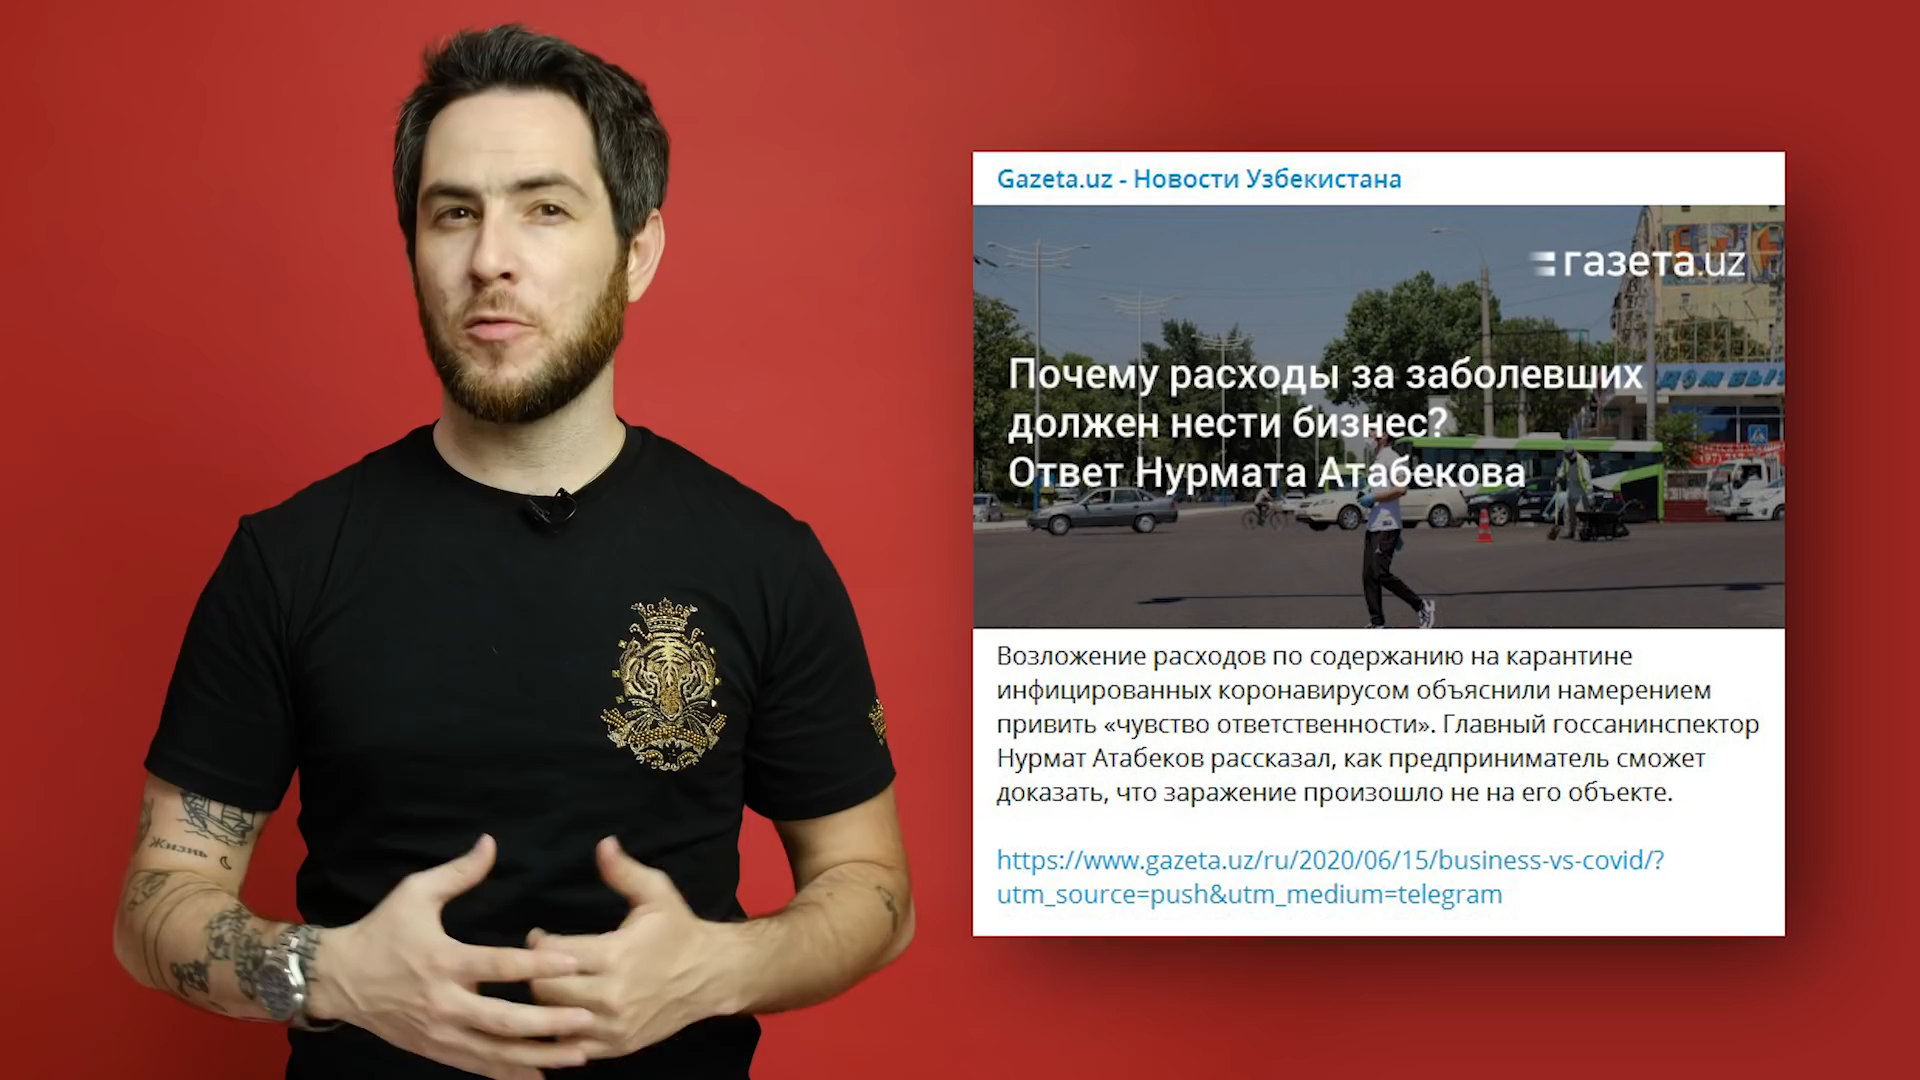 Gazeta.uz - Новости Узбекистана
газета.uz
Почему расходы за заболевших
должен нести бизнес?
Ответ Нурмата Атабекова
ДОМ БЫТ
Возложение расходов по содержанию на карантине
инфицированных коронавирусом объяснили намерением
привить «чувство ответственности». Главный госсанинспектор
Нурмат Атабеков рассказал, как предприниматель сможет
доказать, что заражение произошло не на его объекте.
https://www.gazeta.uz/ru/2020/06/15/business-vs-covid/?
utm_source=push&utm_medium=telegram
Жизнь